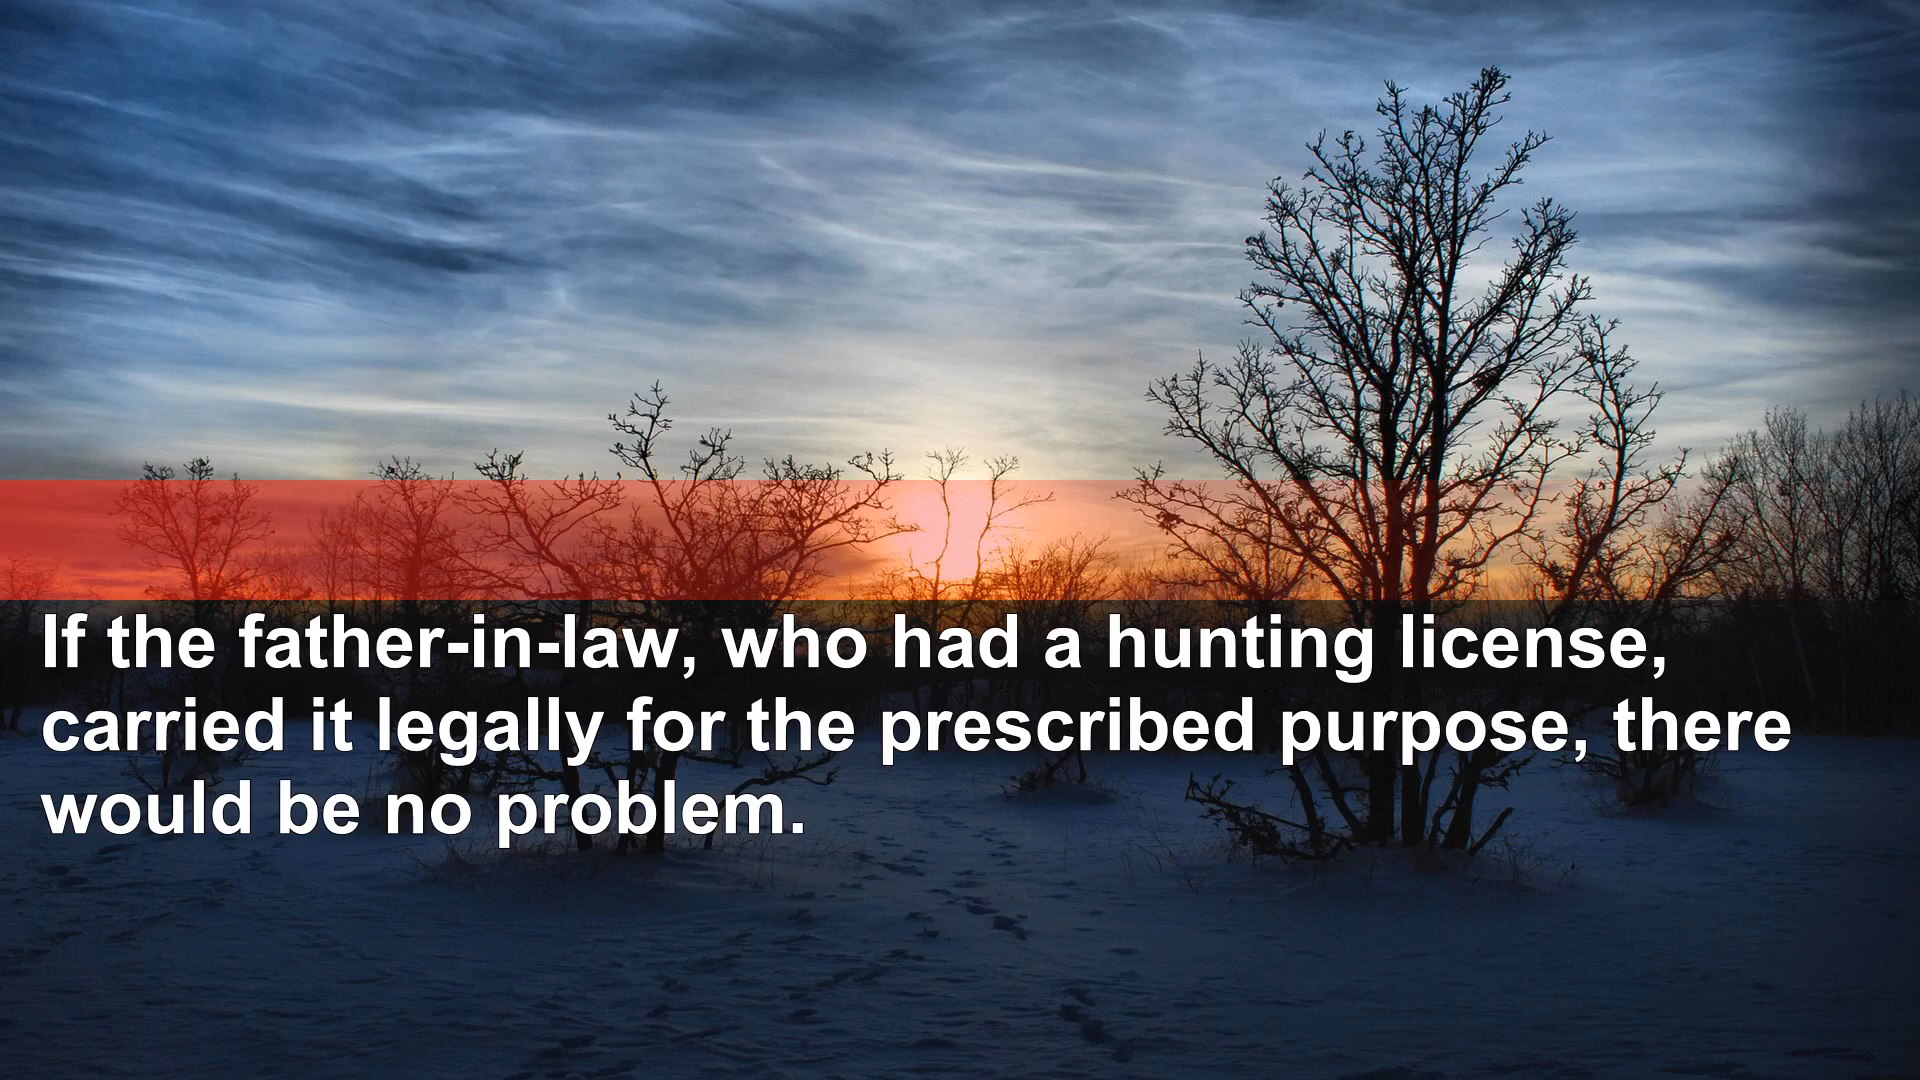 If the father-in-law, who had a hunting license,
carried it legally for the prescribed purpose, there
would be no problem.